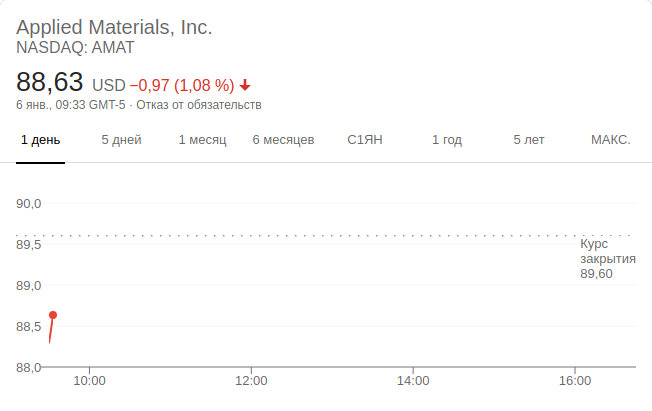 Applied Materials, Inc.
NASDAQ: AMAT
88,63 USD −0,97 (1,08 %)
6 янв., 09:33 GMT-5 · Отказ от обязательств
1 день 5 дней 1 месяц 6 месяцев С1ЯН 1 год 5 лет МАКС.
90,0
89,5
Курс
закрытия
89,60
89,0
88,5
88,0
10:00 12:00 14:00 16:00